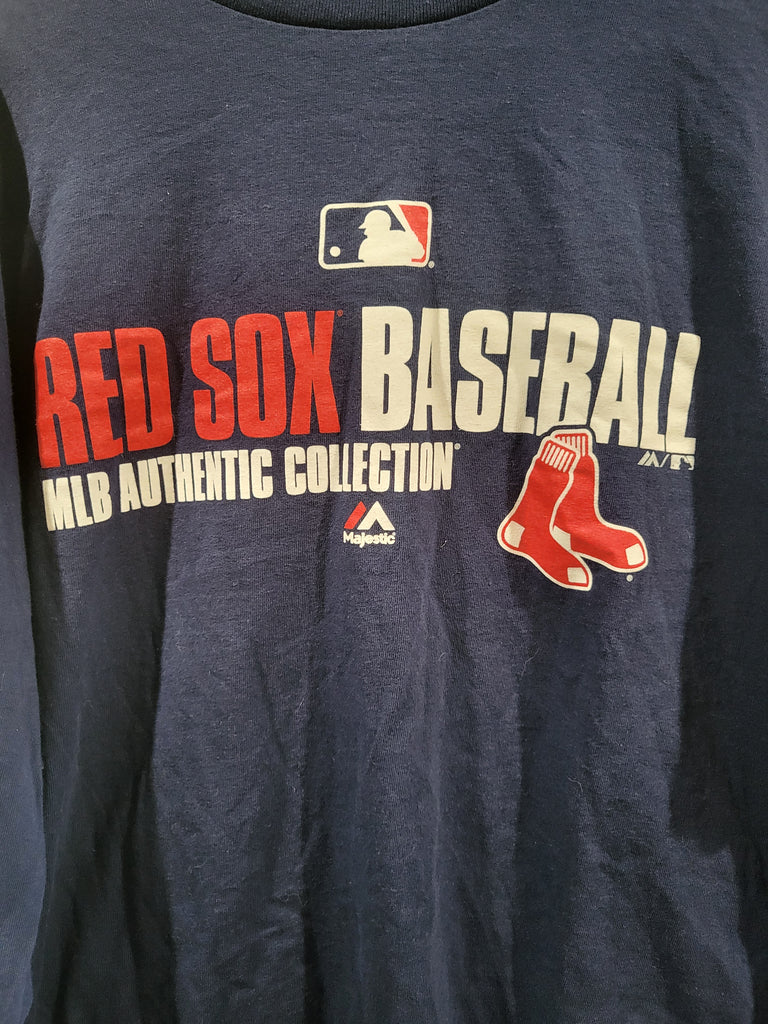 RED SOX BASEBALL
MLB AUTHENTIC COLLECTION
Majestic